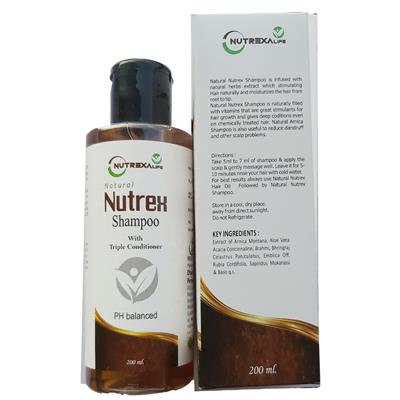 NUTREXALIFE
Natural
Nutrex
Shampoo
With
Triple Conditioner
PH balanced
200 ml.
NUTREXALIFE
Natural Nutrex Shampoo is infused with
natural herbs extract which stimulating
Hair naturally and moisturizes the hair from
root to tip.
Natural Nutrex Shampoo is naturally filled
with vitamins that are great stimulants for
hair growth and gives deep coditions even
on chemically treated hair. Natural Arnica
Shampoo is also useful to reduce dandruff
and other scalp problems.
Directions :
Take 5ml to 7 ml of shampoo & apply the
scalp & gently massage well. Leave it for 5-
10 minutes rinse your hair with cold water.
For best results always use Natural Nutrex
Hair Oil Followed by Natural Nutrex
Shampoo.
Store in a cool, dry place.
away from direct sunlight.
Do not Refrigerate.
KEY INGREDIENTS :
Extract of Arnica Montana, Aloe Vera
Acacia Concinnaline, Brahmi, Bhringraj
Celastrus Paniculatus, Emblica Off.
Rubia Cordifolia, Sapindus Mukarossi
& Base q.s.
200 ml.